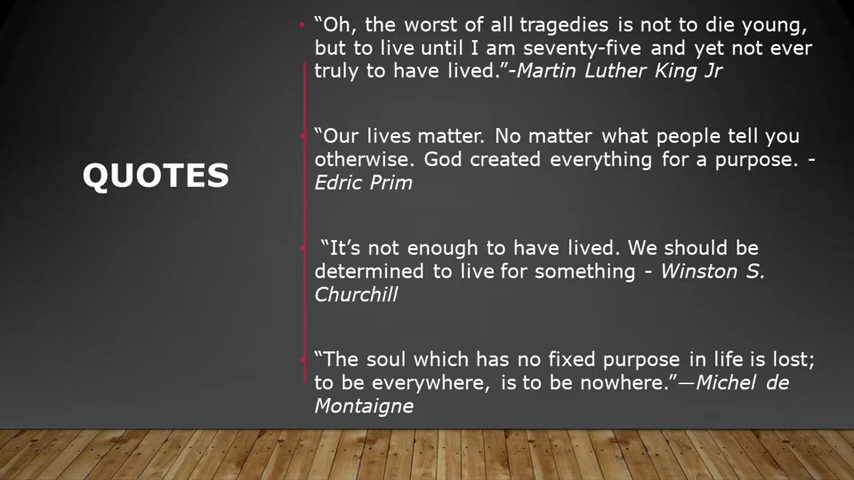 QUOTES
• “Oh, the worst of all tragedies is not to die young,
but to live until I am seventy-five and yet not ever
truly to have lived.”-Martin Luther King Jr
• “Our lives matter. No matter what people tell you
otherwise. God created everything for a purpose. -
Edric Prim
• “It’s not enough to have lived. We should be
determined to live for something - Winston S.
Churchill
• “The soul which has no fixed purpose in life is lost;
to be everywhere, is to be nowhere.”—Michel de
Montaigne